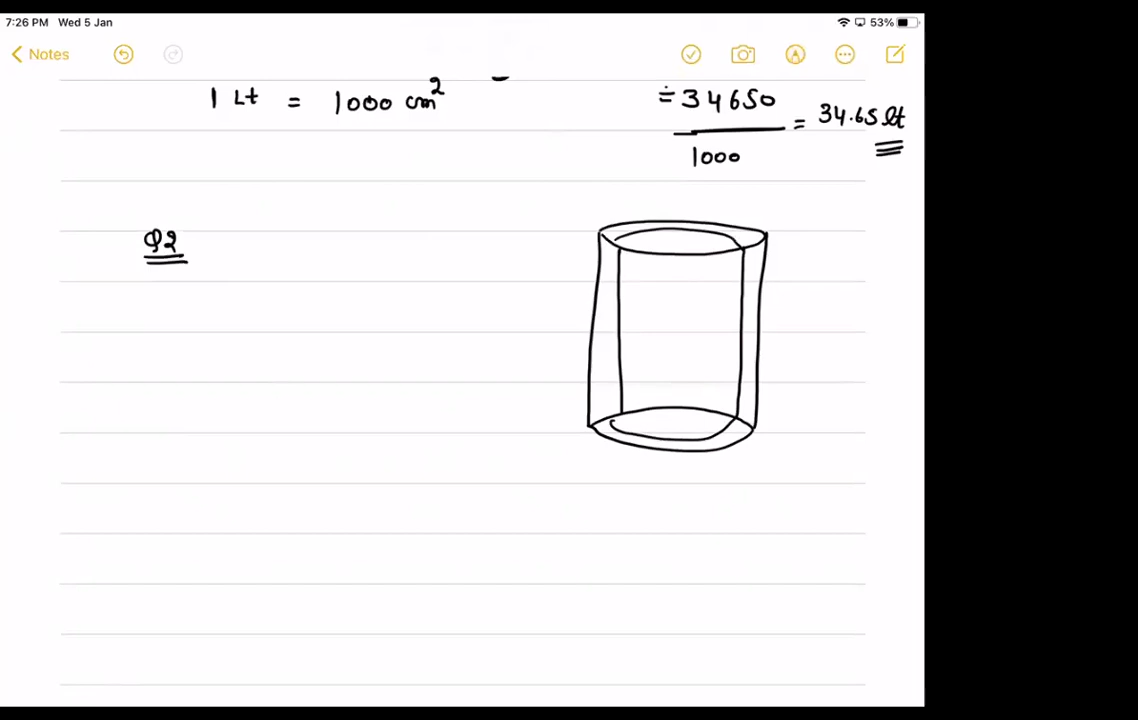 7:26 PM Wed 5 Jan
53%
Notes
1 Lt = 1000 cm²
= 34650 / 1000 = 34.65 lt
Q2